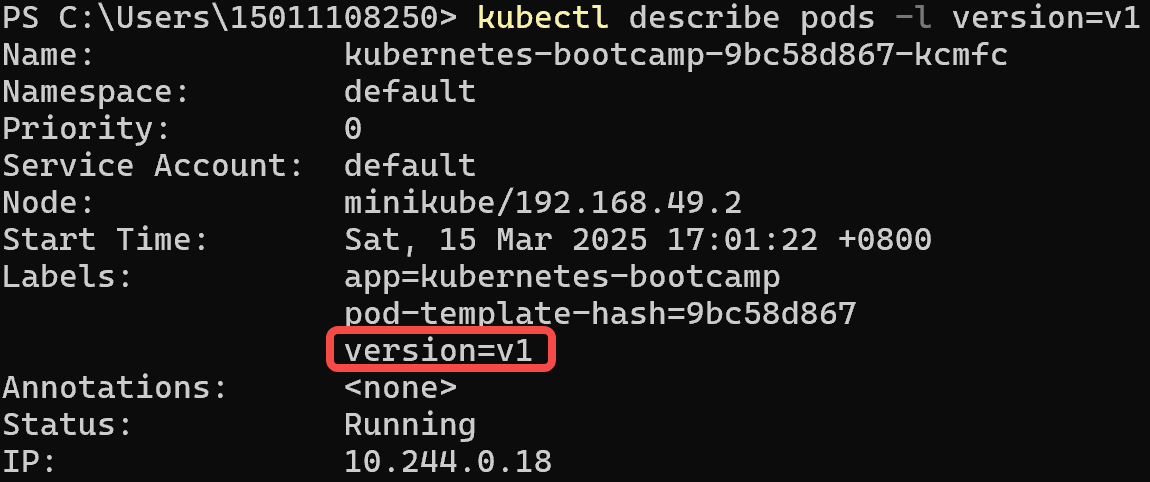 PS C:\Users\15011108250> kubectl describe pods -l version=v1
Name:             kubernetes-bootcamp-9bc58d867-kcmfc
Namespace:        default
Priority:         0
Service Account:  default
Node:             minikube/192.168.49.2
Start Time:       Sat, 15 Mar 2025 17:01:22 +0800
Labels:           app=kubernetes-bootcamp
                  pod-template-hash=9bc58d867
                  version=v1
Annotations:      <none>
Status:           Running
IP:               10.244.0.18